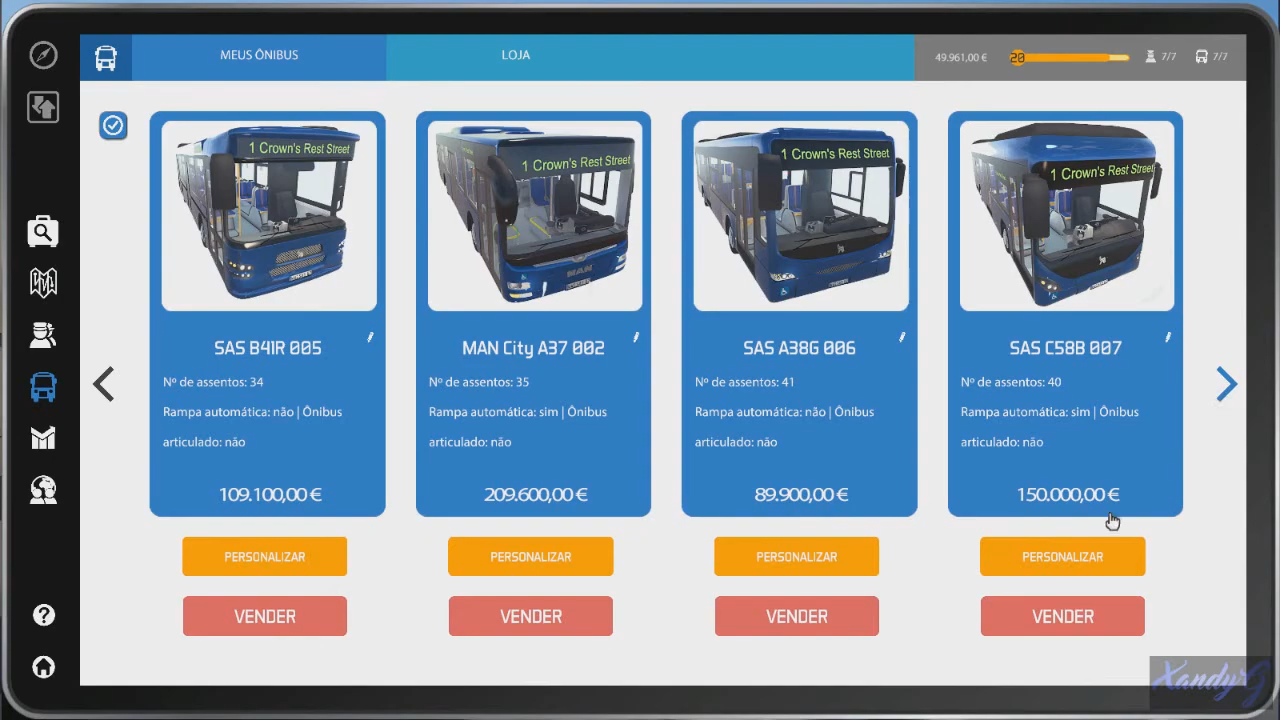 MEUS ÔNIBUS
LOJA
49.961,00 €
20
7/7
7/7
1 Crown's Rest Street
1 Crown's Rest Street
1 Crown's Rest Street
1 Crown's Rest Street
MAN
SAS B41R 005
Nº de assentos: 34
Rampa automática: não | Ônibus
articulado: não
109.100,00 €
PERSONALIZAR
VENDER
MAN City A37 002
Nº de assentos: 35
Rampa automática: sim | Ônibus
articulado: não
209.600,00 €
PERSONALIZAR
VENDER
SAS A38G 006
Nº de assentos: 41
Rampa automática: não | Ônibus
articulado: não
89.900,00 €
PERSONALIZAR
VENDER
SAS C58B 007
Nº de assentos: 40
Rampa automática: sim | Ônibus
articulado: não
150.000,00 €
PERSONALIZAR
VENDER
?
XandyG